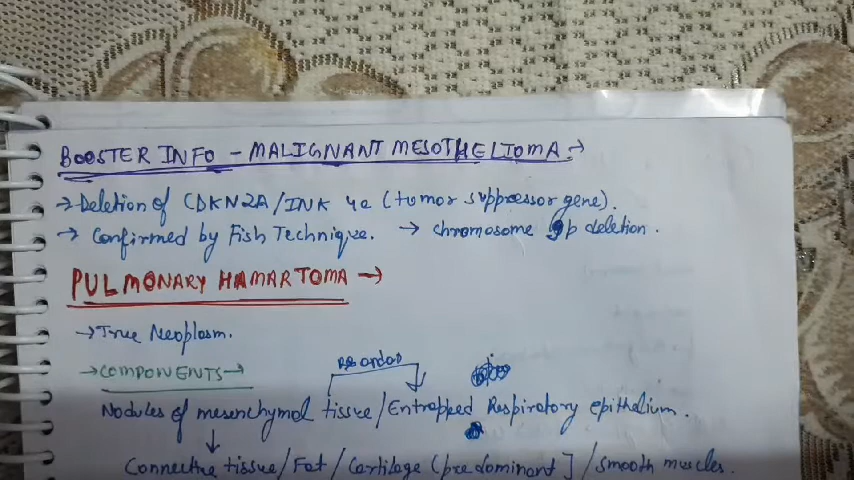 BOOSTER INFO - MALIGNANT MESOTHELIOMA →
→ Deletion of CDKN2A/INK 4a (tumor suppressor gene).
→ Confirmed by Fish Technique. → chromosome 9p deletion.
PULMONARY HAMARTOMA →
→ True Neoplasm.
→ COMPONENTS →
Nodules of mesenchymal tissue/Entrapped Respiratory epithelium.
Connective tissue/Fat/Cartilage (predominant]/smooth muscles.